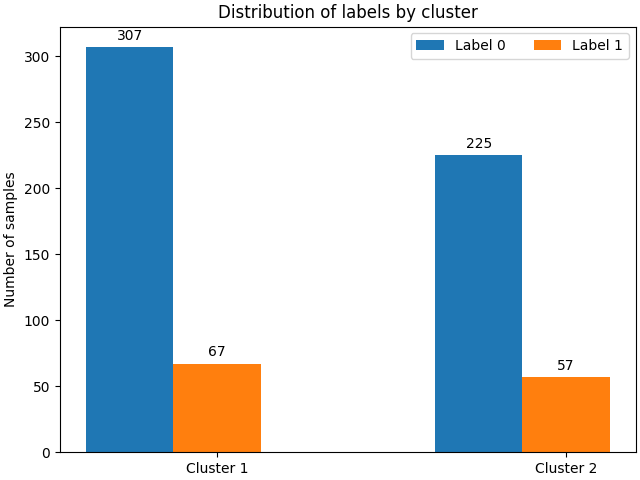 Distribution of labels by cluster
Label 0
Label 1
Number of samples
300
250
200
150
100
50
0
307
67
225
57
Cluster 1
Cluster 2